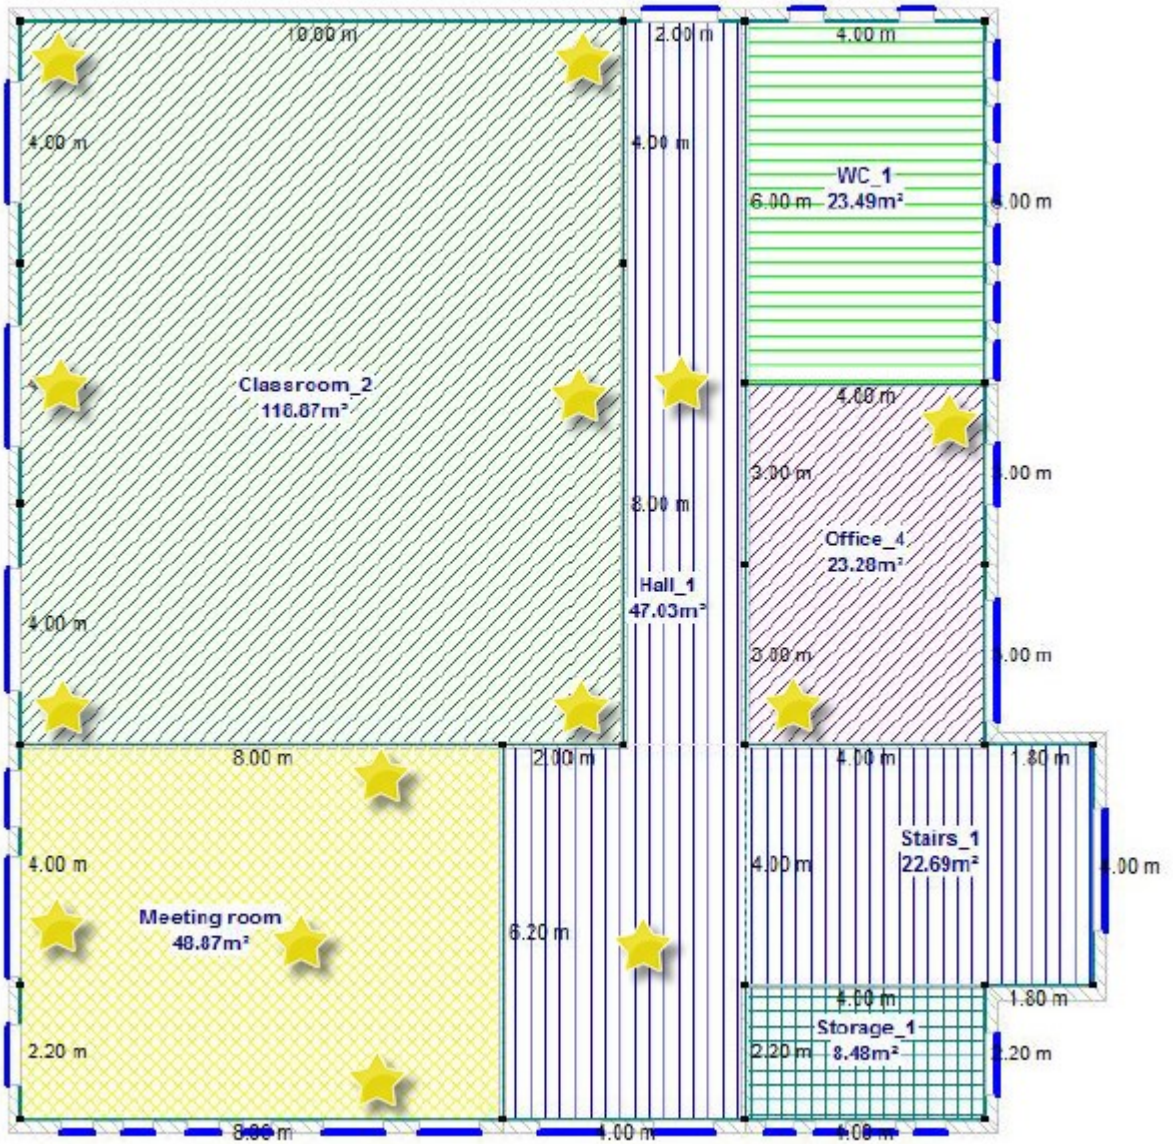 10.00 m
2.00 m
4.00 m
4.00 m
4.00 m
WC_1
23.49m²
6.00 m
.00 m
Classroom_2
118.87m²
4.00 m
3.00 m
.00 m
8.00 m
Office_4
23.28m²
Hall_1
47.03m²
4.00 m
3.00 m
.00 m
8.00 m
2.00 m
4.00 m
1.80 m
Stairs_1
22.69m²
4.00 m
4.00 m
4.00 m
Meeting room
48.87m²
6.20 m
4.00 m
1.80 m
Storage_1
8.48m²
2.20 m
2.20 m
2.20 m
8.00 m
4.00 m
4.00 m